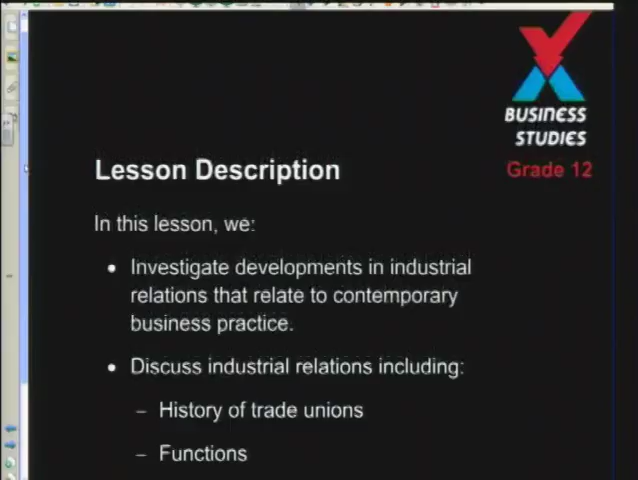 BUSINESS
STUDIES
Grade 12
Lesson Description
In this lesson, we:
• Investigate developments in industrial
relations that relate to contemporary
business practice.
• Discuss industrial relations including:
– History of trade unions
– Functions